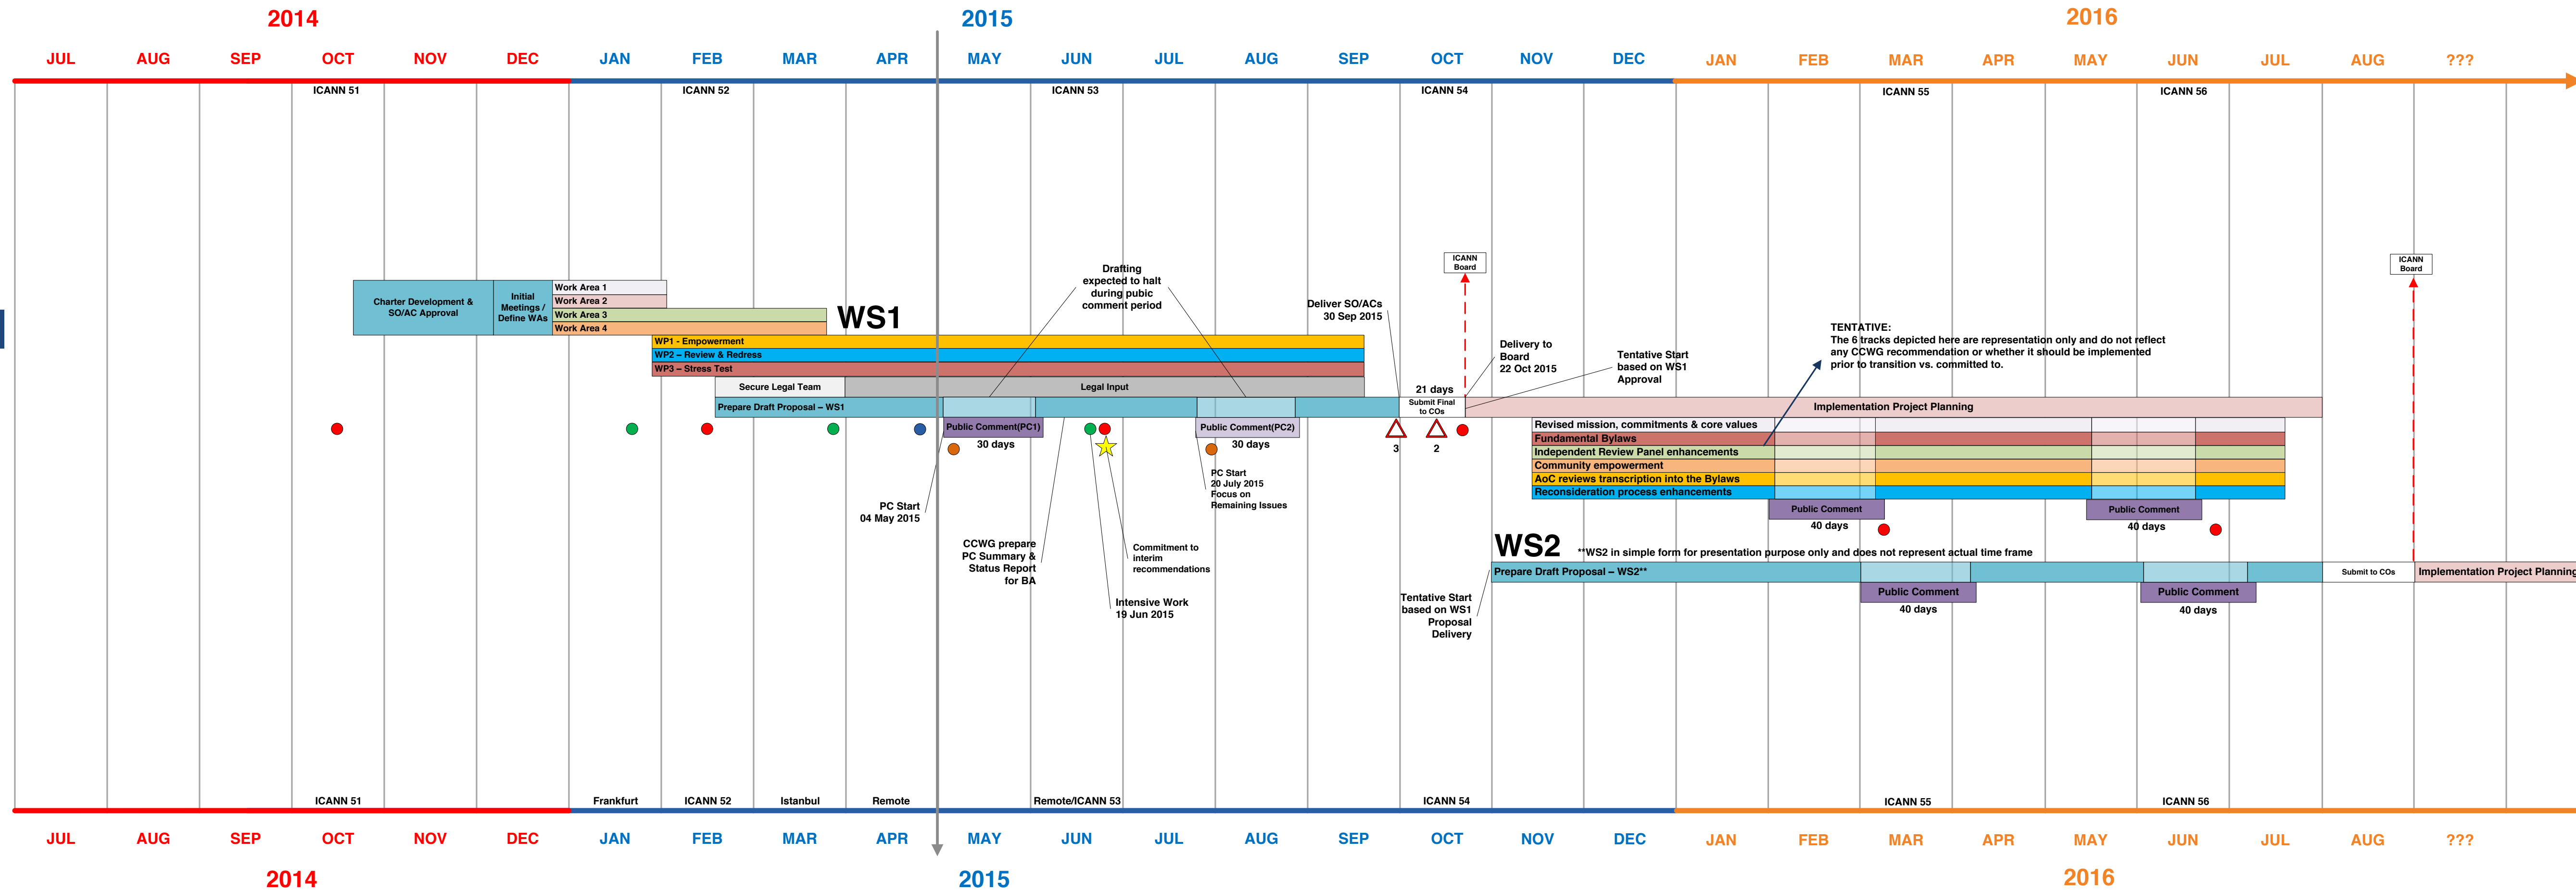 2014
2015
2016
JUL AUG SEP OCT NOV DEC JAN FEB MAR APR MAY JUN JUL AUG SEP OCT NOV DEC JAN FEB MAR APR MAY JUN JUL AUG ???
ICANN 51 ICANN 52 ICANN 53 ICANN 54 ICANN 55 ICANN 56
ICANN
Board
ICANN
Board
Drafting
expected to halt
during pubic
comment period
Charter Development &
SO/AC Approval
Initial
Meetings /
Define WAs
Work Area 1
Work Area 2
Work Area 3
Work Area 4
WS1
Deliver SO/ACs
30 Sep 2015
WP1 - Empowerment
WP2 – Review & Redress
WP3 – Stress Test
Secure Legal Team
Legal Input
Prepare Draft Proposal – WS1
Delivery to
Board
22 Oct 2015
Tentative Start
based on WS1
Approval
TENTATIVE:
The 6 tracks depicted here are representation only and do not reflect
any CCWG recommendation or whether it should be implemented
prior to transition vs. committed to.
21 days
Submit Final
to COs
Implementation Project Planning
Public Comment(PC1)
30 days
Public Comment(PC2)
30 days
3
2
Revised mission, commitments & core values
Fundamental Bylaws
Independent Review Panel enhancements
Community empowerment
AoC reviews transcription into the Bylaws
Reconsideration process enhancements
Public Comment
40 days
Public Comment
40 days
PC Start
04 May 2015
PC Start
20 July 2015
Focus on
Remaining Issues
CCWG prepare
PC Summary &
Status Report
for BA
Commitment to
interim
recommendations
Intensive Work
19 Jun 2015
WS2
**WS2 in simple form for presentation purpose only and does not represent actual time frame
Prepare Draft Proposal – WS2**
Submit to COs
Implementation Project Planning
Public Comment
40 days
Public Comment
40 days
Tentative Start
based on WS1
Proposal
Delivery
ICANN 51 Frankfurt ICANN 52 Istanbul Remote Remote/ICANN 53 ICANN 54 ICANN 55 ICANN 56
JUL AUG SEP OCT NOV DEC JAN FEB MAR APR MAY JUN JUL AUG SEP OCT NOV DEC JAN FEB MAR APR MAY JUN JUL AUG ???
2014
2015
2016